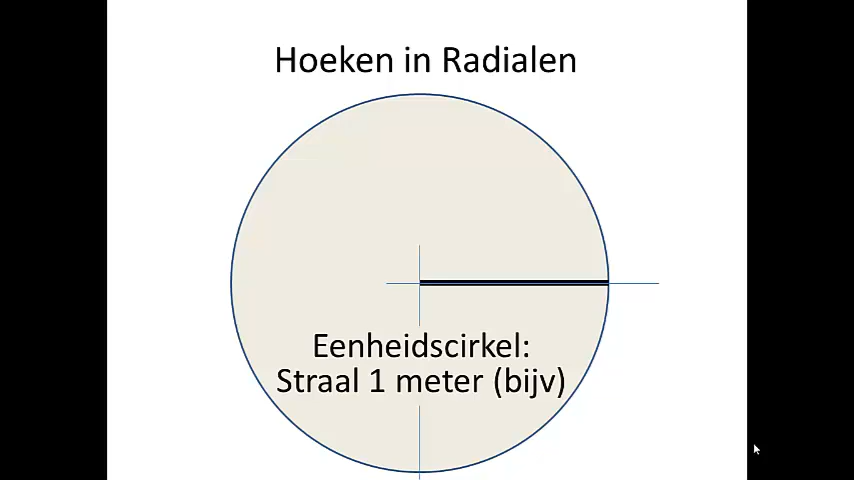 Hoeken in Radialen
Eenheidscirkel:
Straal 1 meter (bijv)